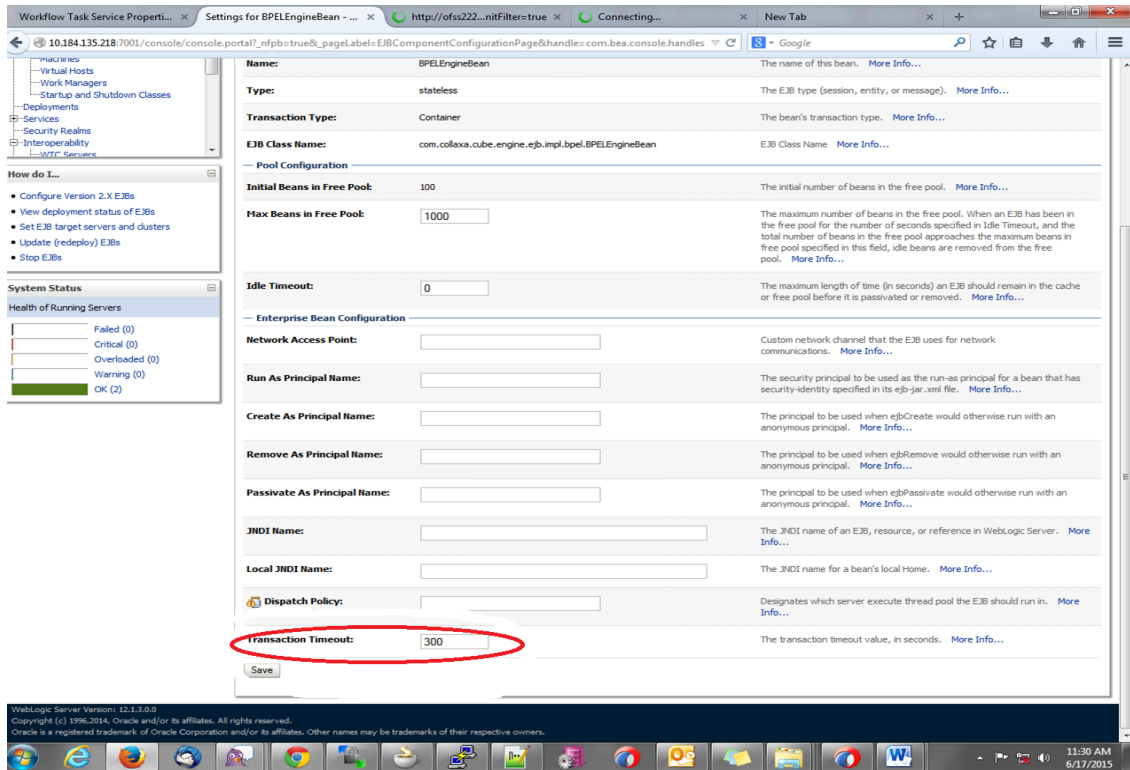 Workflow Task Service Properti... ×
Settings for BPELEngineBean - ... ×
http://ofss222...nitFilter=true ×
Connecting... ×
New Tab ×
+
10.184.135.218:7001/console/console.portal?_nfpb=true&_pageLabel=EJBComponentConfigurationPage&handle=com.bea.console.handles
Google
Machines
Virtual Hosts
Work Managers
Startup and Shutdown Classes
Deployments
Services
Security Realms
Interoperability
WTC Servers
How do I...
Configure Version 2.X EJBs
View deployment status of EJBs
Set EJB target servers and clusters
Update (redeploy) EJBs
Stop EJBs
System Status
Health of Running Servers
Failed (0)
Critical (0)
Overloaded (0)
Warning (0)
OK (2)
Name: BPELEngineBean The name of this bean. More Info...
Type: stateless The EJB type (session, entity, or message). More Info...
Transaction Type: Container The bean's transaction type. More Info...
EJB Class Name: com.collaxa.cube.engine.ejb.impl.bpel.BPELEngineBean EJB Class Name More Info...
Pool Configuration
Initial Beans in Free Pool: 100 The initial number of beans in the free pool. More Info...
Max Beans in Free Pool: 1000 The maximum number of beans in the free pool. When an EJB has been in
the free pool for the number of seconds specified in Idle Timeout, and the
total number of beans in the free pool approaches the maximum beans in
free pool specified in this field, idle beans are removed from the free
pool. More Info...
Idle Timeout: 0 The maximum length of time (in seconds) an EJB should remain in the cache
or free pool before it is passivated or removed. More Info...
Enterprise Bean Configuration
Network Access Point: Custom network channel that the EJB uses for network
communications. More Info...
Run As Principal Name: The security principal to be used as the run-as principal for a bean that has
security-identity specified in its ejb-jar.xml file. More Info...
Create As Principal Name: The principal to be used when ejbCreate would otherwise run with an
anonymous principal. More Info...
Remove As Principal Name: The principal to be used when ejbRemove would otherwise run with an
anonymous principal. More Info...
Passivate As Principal Name: The principal to be used when ejbPassivate would otherwise run with an
anonymous principal. More Info...
JNDI Name: The JNDI name of an EJB, resource, or reference in WebLogic Server. More
Info...
Local JNDI Name: The JNDI name for a bean's local Home. More Info...
Dispatch Policy: Designates which server execute thread pool the EJB should run in. More
Info...
Transaction Timeout: 300 The transaction timeout value, in seconds. More Info...
Save
WebLogic Server Version: 12.1.3.0.0
Copyright (c) 1996,2014, Oracle and/or its affiliates. All rights reserved.
Oracle is a registered trademark of Oracle Corporation and/or its affiliates. Other names may be trademarks of their respective owners.
11:30 AM
6/17/2015